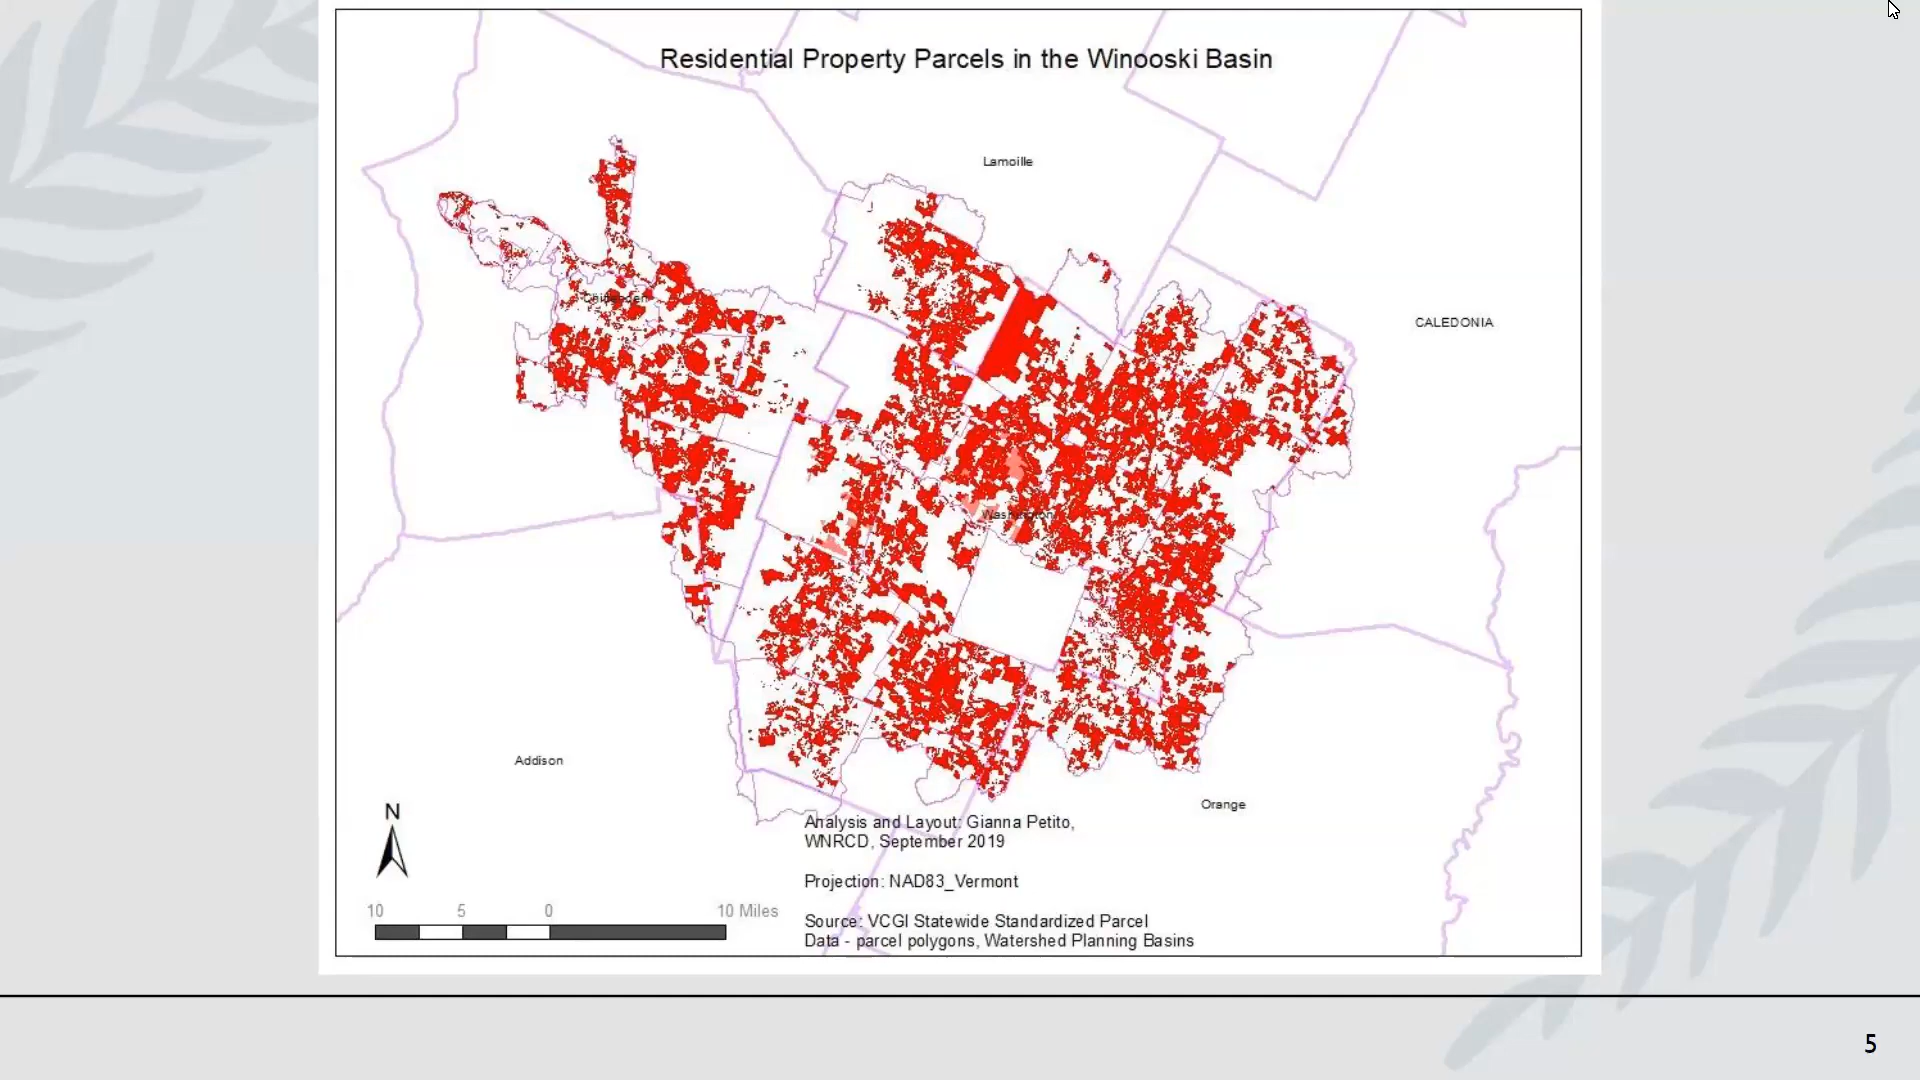 Residential Property Parcels in the Winooski Basin
Lamoille
Chittenden
CALEDONIA
Washington
Addison
Orange
N
Analysis and Layout: Gianna Petito,
WNRCD, September 2019
Projection: NAD83_Vermont
10 5 0 10 Miles
Source: VCGI Statewide Standardized Parcel
Data - parcel polygons, Watershed Planning Basins
5